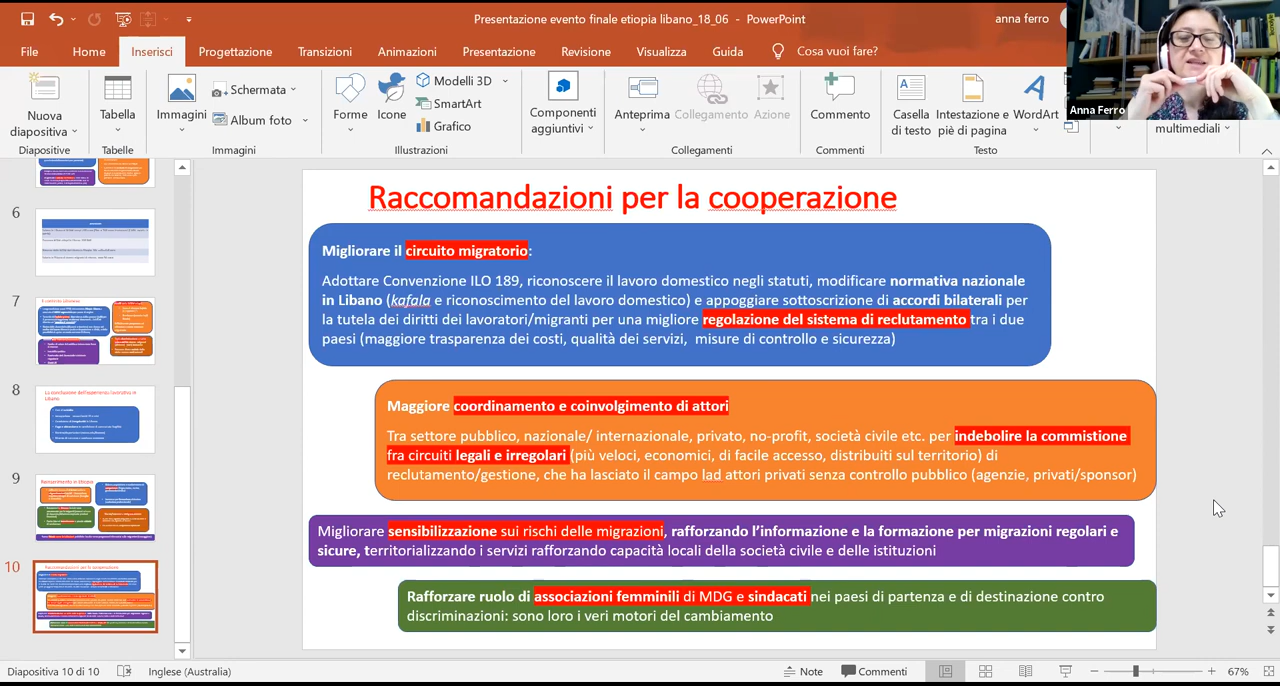 Presentazione evento finale etiopia libano_18_06 - PowerPoint
anna ferro
File Home Inserisci Progettazione Transizioni Animazioni Presentazione Revisione Visualizza Guida Cosa vuoi fare?
Nuova diapositiva
Diapositive
Tabella
Tabelle
Immagini
Schermata
Album foto
Immagini
Forme
Icone
Modelli 3D
SmartArt
Grafico
Illustrazioni
Componenti aggiuntivi
Anteprima
Collegamento
Azione
Collegamenti
Commento
Commenti
Casella di testo
Intestazione e piè di pagina
WordArt
Testo
multimediali
Anna Ferro
6
7
8
9
10
Raccomandazioni per la cooperazione
Migliorare il circuito migratorio:
Adottare Convenzione ILO 189, riconoscere il lavoro domestico negli statuti, modificare normativa nazionale
in Libano (kafala e riconoscimento del lavoro domestico) e appoggiare sottoscrizione di accordi bilaterali per
la tutela dei diritti dei lavoratori/migranti per una migliore regolazione del sistema di reclutamento tra i due
paesi (maggiore trasparenza dei costi, qualità dei servizi, misure di controllo e sicurezza)
Maggiore coordinamento e coinvolgimento di attori
Tra settore pubblico, nazionale/ internazionale, privato, no-profit, società civile etc. per indebolire la commistione
fra circuiti legali e irregolari (più veloci, economici, di facile accesso, distribuiti sul territorio) di
reclutamento/gestione, che ha lasciato il campo lad attori privati senza controllo pubblico (agenzie, privati/sponsor)
Migliorare sensibilizzazione sui rischi delle migrazioni, rafforzando l'informazione e la formazione per migrazioni regolari e
sicure, territorializzando i servizi rafforzando capacità locali della società civile e delle istituzioni
Rafforzare ruolo di associazioni femminili di MDG e sindacati nei paesi di partenza e di destinazione contro
discriminazioni: sono loro i veri motori del cambiamento
Diapositiva 10 di 10 Inglese (Australia) Note Commenti 67%